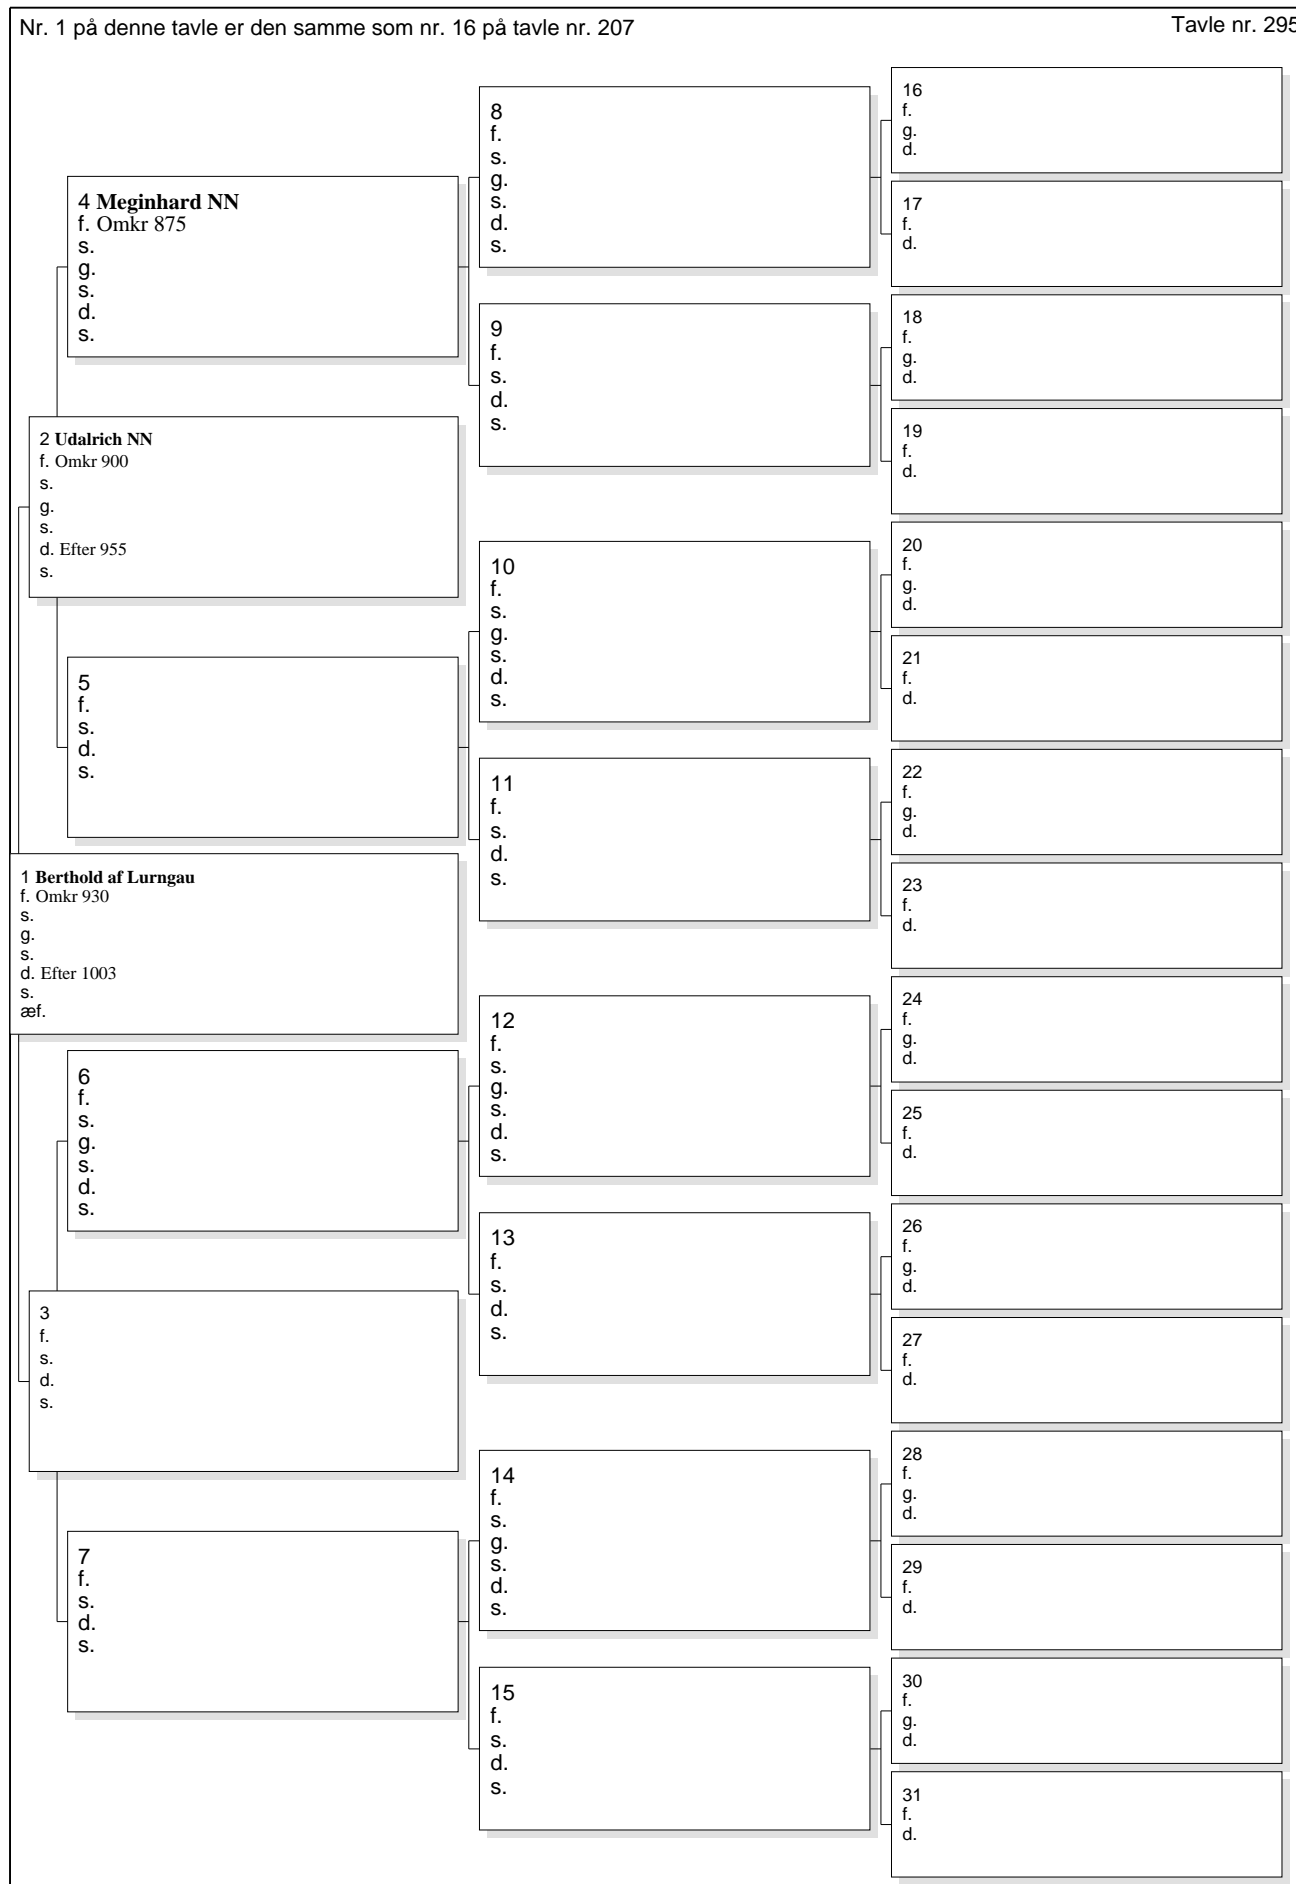 Nr. 1 på denne tavle er den samme som nr. 16 på tavle nr. 207
Tavle nr. 295
4 Meginhard NN
f. Omkr 875
s.
g.
s.
d.
s.
2 Udalrich NN
f. Omkr 900
s.
g.
s.
d. Efter 955
s.
5
f.
s.
d.
s.
1 Berthold af Lurngau
f. Omkr 930
s.
g.
s.
d. Efter 1003
s.
æf.
6
f.
s.
g.
s.
d.
s.
3
f.
s.
d.
s.
7
f.
s.
d.
s.
8
f.
s.
g.
s.
d.
s.
9
f.
s.
d.
s.
10
f.
s.
g.
s.
d.
s.
11
f.
s.
d.
s.
12
f.
s.
g.
s.
d.
s.
13
f.
s.
d.
s.
14
f.
s.
g.
s.
d.
s.
15
f.
s.
d.
s.
16
f.
g.
d.
17
f.
d.
18
f.
g.
d.
19
f.
d.
20
f.
g.
d.
21
f.
d.
22
f.
g.
d.
23
f.
d.
24
f.
g.
d.
25
f.
d.
26
f.
g.
d.
27
f.
d.
28
f.
g.
d.
29
f.
d.
30
f.
g.
d.
31
f.
d.